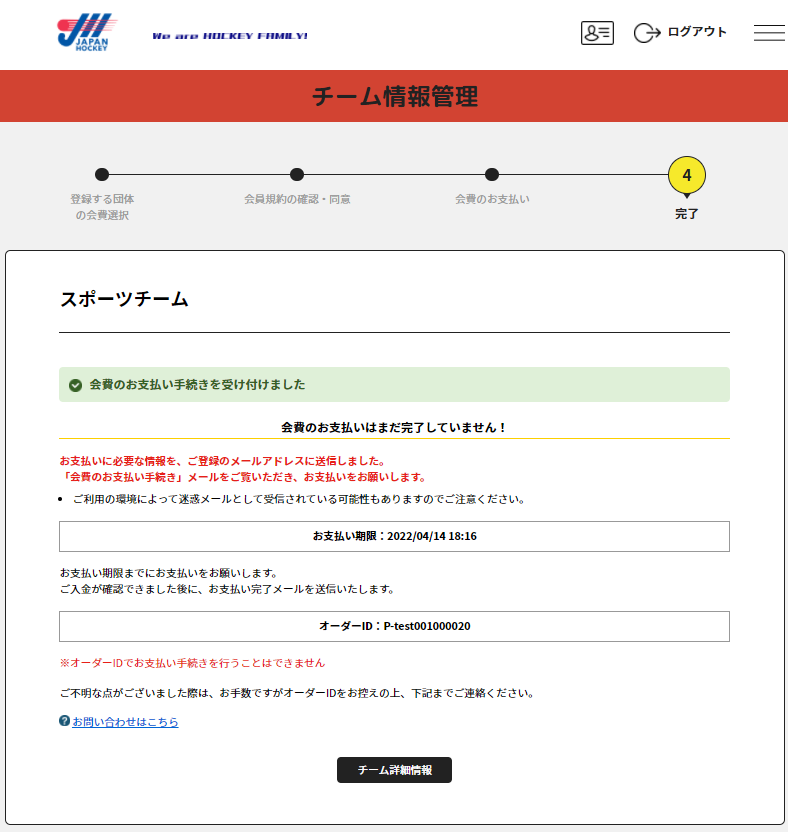 JAPAN
HOCKEY
We are HOCKEY FAMILY!
ログアウト
チーム情報管理
4
登録する団体
の会費選択
会員規約の確認・同意
会費のお支払い
完了
スポーツチーム
会費のお支払い手続きを受け付けました
会費のお支払いはまだ完了していません！
お支払いに必要な情報を、ご登録のメールアドレスに送信しました。
「会費のお支払い手続き」メールをご覧いただき、お支払いをお願いします。
• ご利用の環境によって迷惑メールとして受信されている可能性もありますのでご注意ください。
お支払い期限：2022/04/14 18:16
お支払い期限までにお支払いをお願いします。
ご入金が確認できました後に、お支払い完了メールを送信いたします。
オーダーID：P-test001000020
※オーダーIDでお支払い手続きを行うことはできません
ご不明な点がございました際は、お手数ですがオーダーIDをお控えの上、下記までご連絡ください。
お問い合わせはこちら
チーム詳細情報